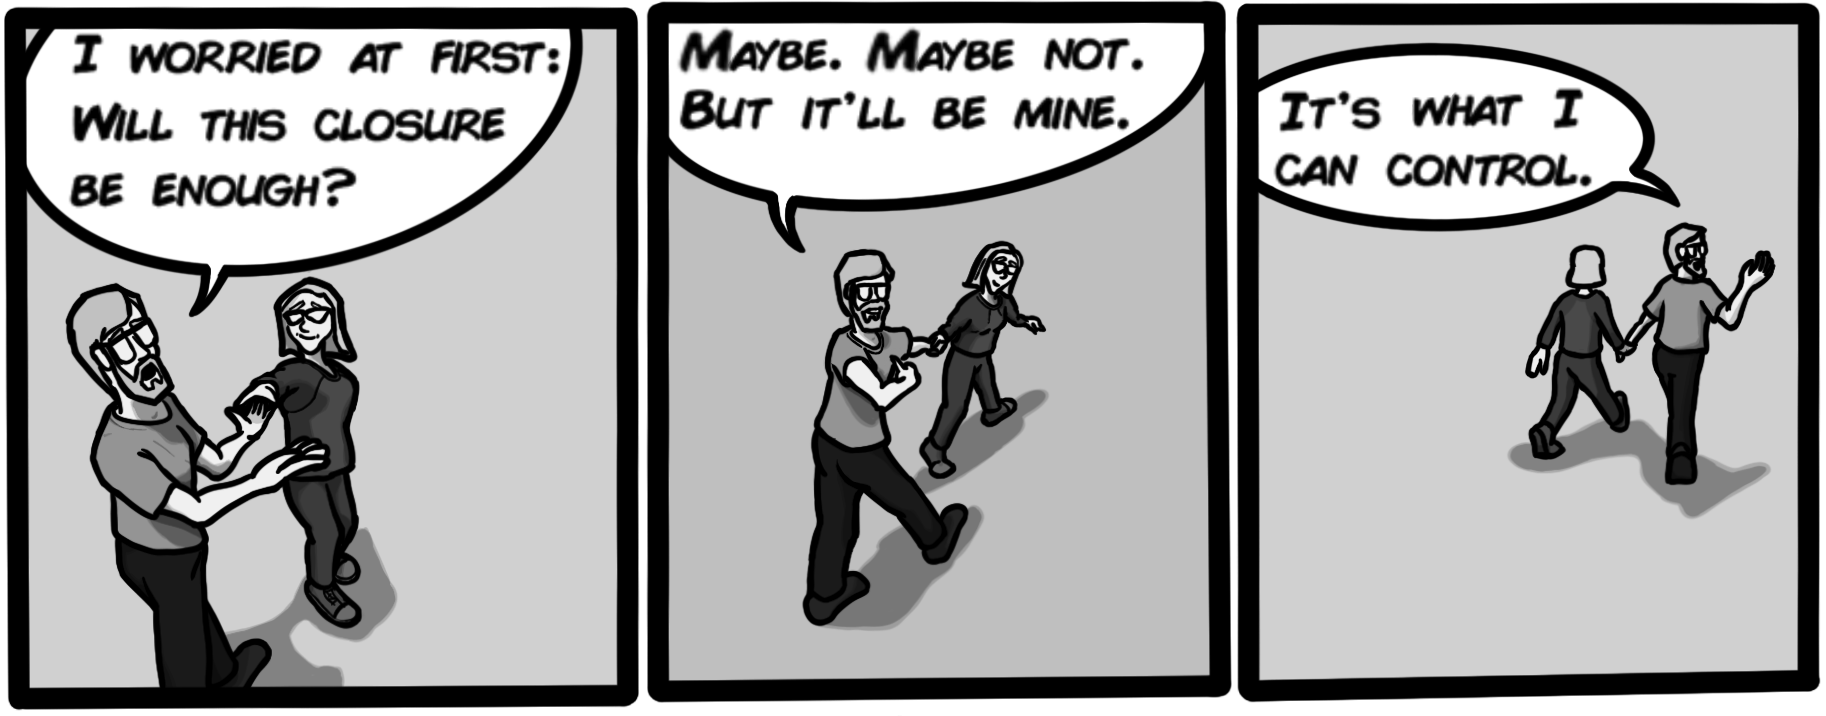 I WORRIED AT FIRST:
WILL THIS CLOSURE
BE ENOUGH?
MAYBE. MAYBE NOT.
BUT IT'LL BE MINE.
IT'S WHAT I
CAN CONTROL.